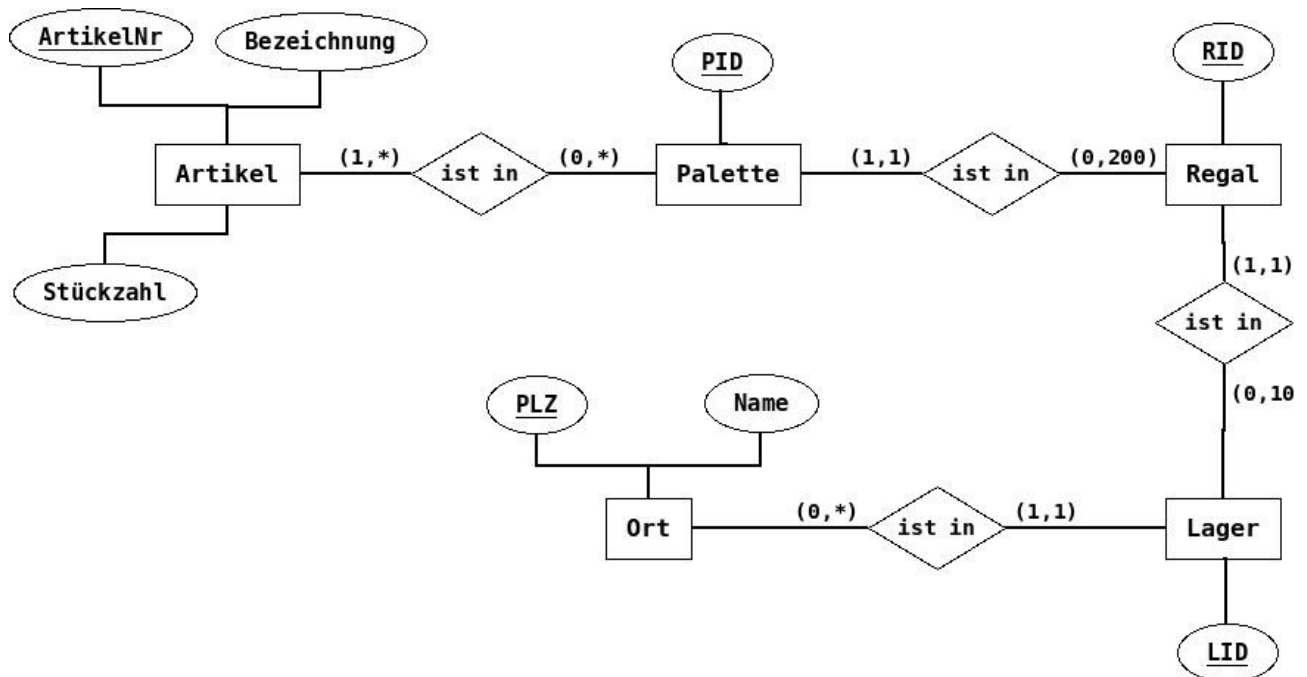 ArtikelNr
Bezeichnung
PID
RID
Artikel
(1,*)
ist in
(0,*)
Palette
(1,1)
ist in
(0,200)
Regal
Stückzahl
(1,1)
ist in
(0,10
PLZ
Name
Ort
(0,*)
ist in
(1,1)
Lager
LID